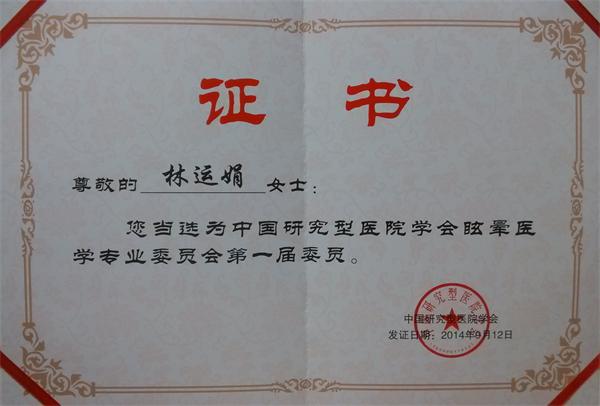 证书
尊敬的 林运娟 女士：
您当选为中国研究型医院学会眩晕医
学专业委员会第一届委员。
中国研究型医院学会
发证日期：2014年9月12日